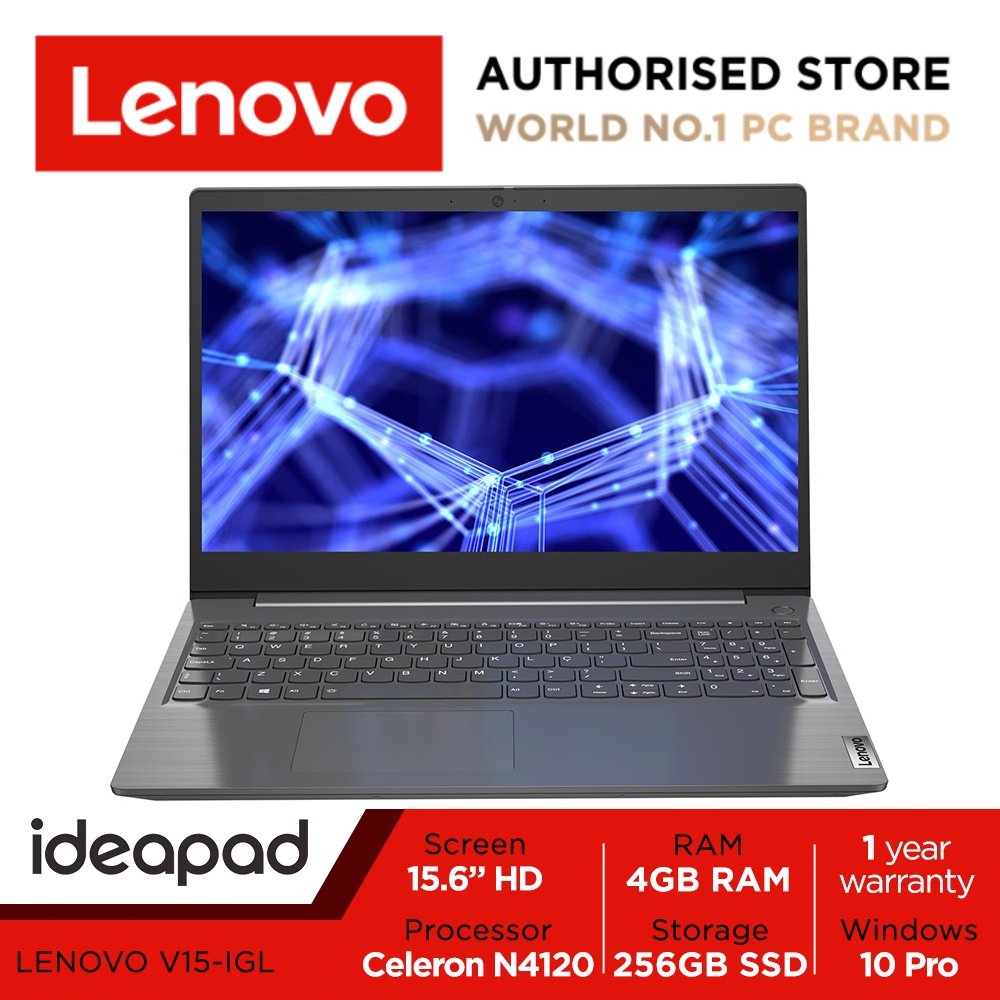 Lenovo
AUTHORISED STORE
WORLD NO.1 PC BRAND
Lenovo
ideapad
LENOVO V15-IGL
Screen
15.6” HD
Processor
Celeron N4120
RAM
4GB RAM
Storage
256GB SSD
1 year
warranty
Windows
10 Pro